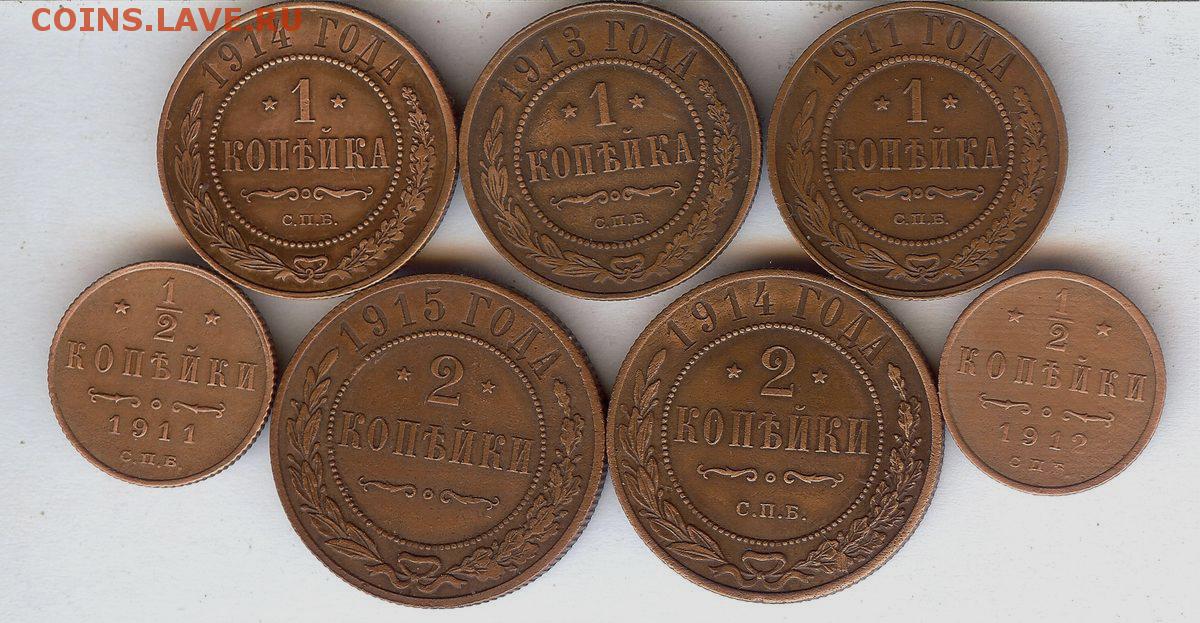 COINS.LAVE.RU
1914 ГОДА
1
КОПѢЙКА
С.П.Б.
1913 ГОДА
1
КОПѢЙКА
С.П.Б.
1911 ГОДА
1
КОПѢЙКА
С.П.Б.
1/2
КОПѢЙКИ
1911
С.П.Б.
1915 ГОДА
2
КОПѢЙКИ
1914 ГОДА
2
КОПѢЙКИ
С.П.Б.
1/2
КОПѢЙКИ
1912
СПБ